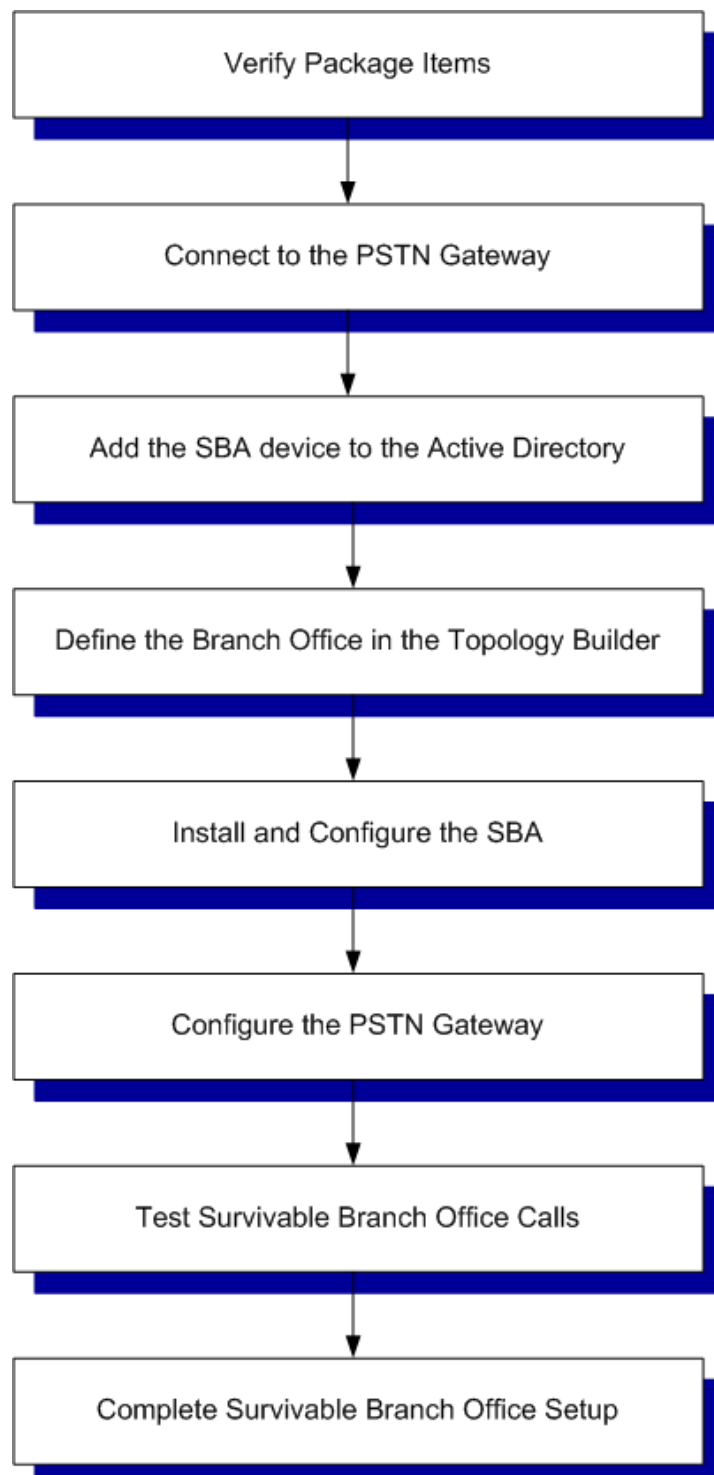 Verify Package Items
Connect to the PSTN Gateway
Add the SBA device to the Active Directory
Define the Branch Office in the Topology Builder
Install and Configure the SBA
Configure the PSTN Gateway
Test Survivable Branch Office Calls
Complete Survivable Branch Office Setup